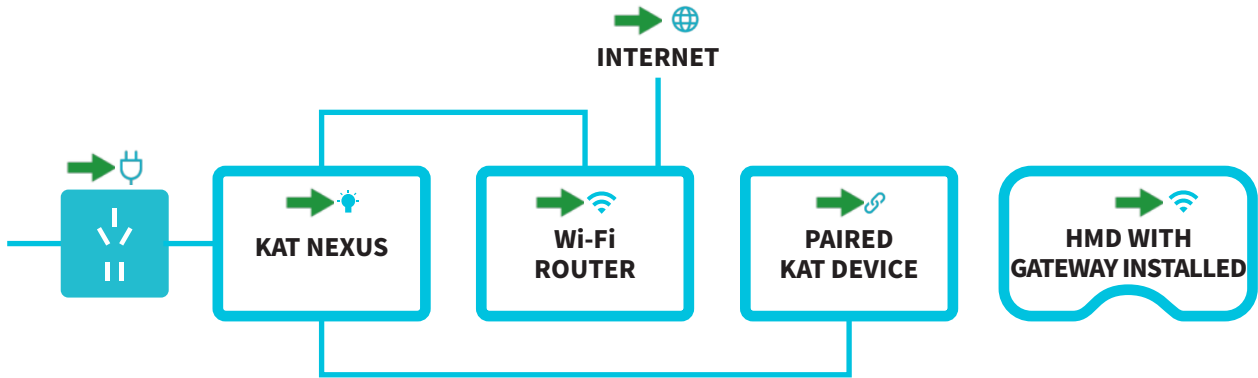 INTERNET
KAT NEXUS
Wi-Fi
ROUTER
PAIRED
KAT DEVICE
HMD WITH
GATEWAY INSTALLED